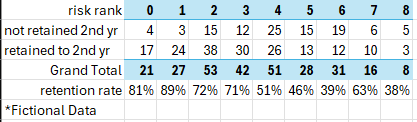 risk rank 0 1 2 3 4 5 6 7 8
not retained 2nd yr 4 3 15 12 25 15 19 6 5
retained to 2nd yr 17 24 38 30 26 13 12 10 3
Grand Total 21 27 53 42 51 28 31 16 8
retention rate 81% 89% 72% 71% 51% 46% 39% 63% 38%
*Fictional Data